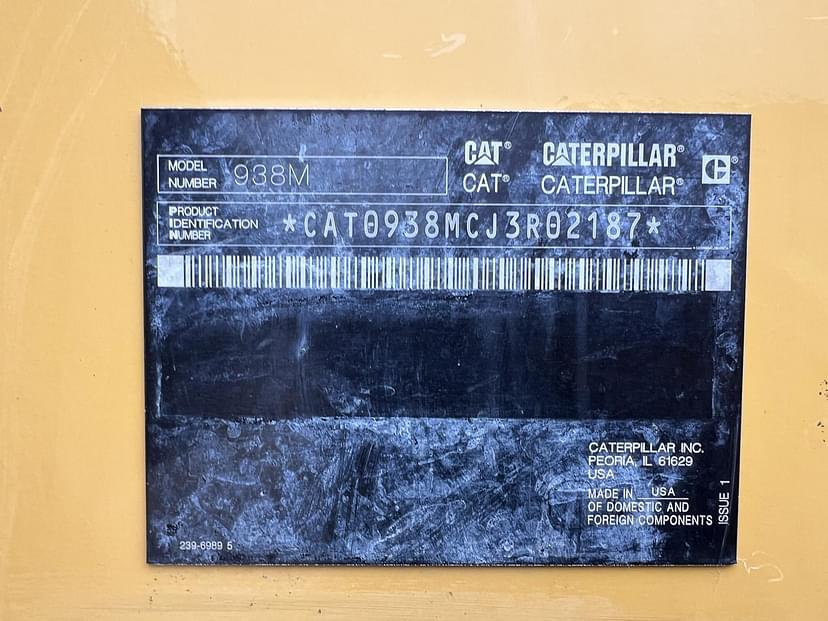 CAT® CATERPILLAR®
CAT® CATERPILLAR®
MODEL
NUMBER 938M
PRODUCT
IDENTIFICATION
NUMBER *CAT0938MCJ3R02187*
CATERPILLAR INC.
PEORIA, IL 61629
USA
MADE IN USA
OF DOMESTIC AND
FOREIGN COMPONENTS
ISSUE 1
239-6989 5